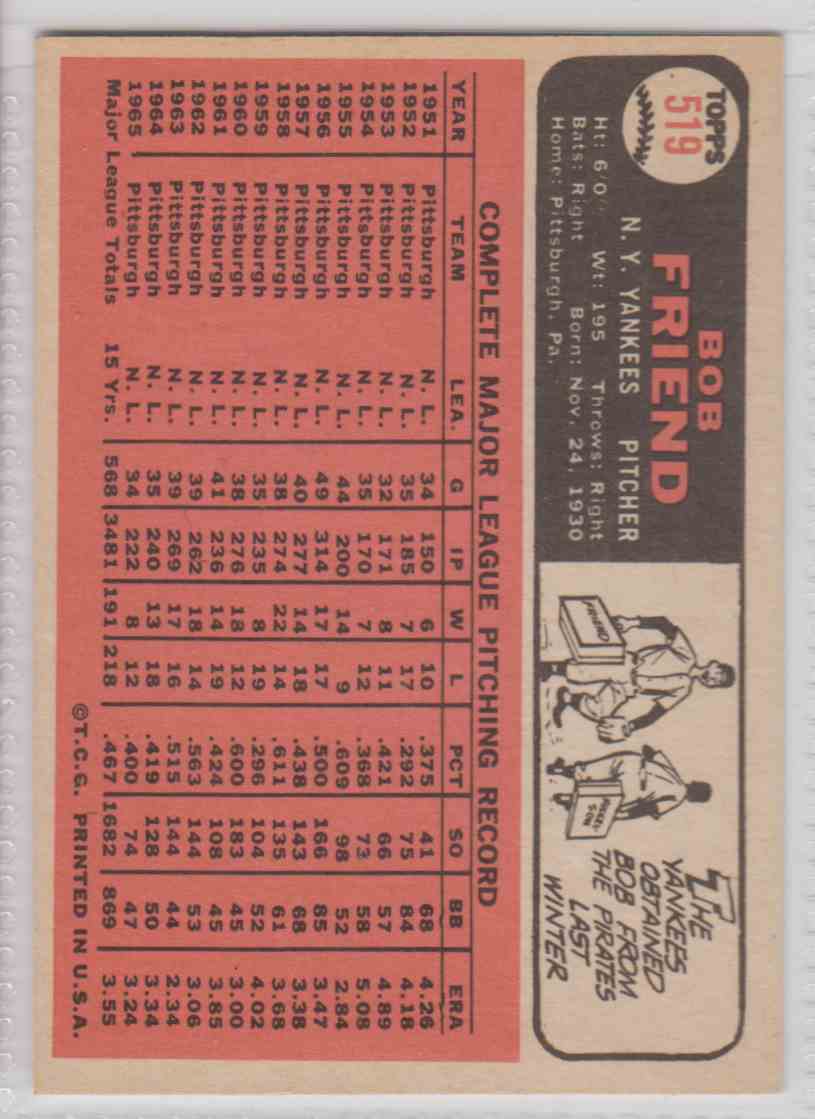 TOPPS
519
BOB
FRIEND
N. Y. YANKEES PITCHER
Ht: 6/0 Wt: 195 Throws: Right
Bats: Right Born: Nov. 24, 1930
Home: Pittsburgh, Pa.
FRIEND
THE
YANKEES
OBTAINED
BOB FROM
THE PIRATES
LAST
WINTER
COMPLETE MAJOR LEAGUE PITCHING RECORD
YEAR TEAM LEA. G IP W L PCT SO BB ERA
1951 Pittsburgh N. L. 34 150 6 10 .375 41 68 4.26
1952 Pittsburgh N. L. 35 185 7 17 .292 75 84 4.18
1953 Pittsburgh N. L. 32 171 8 11 .421 66 57 4.89
1954 Pittsburgh N. L. 35 170 7 12 .368 73 58 5.08
1955 Pittsburgh N. L. 44 200 14 9 .609 98 52 2.84
1956 Pittsburgh N. L. 49 314 17 17 .500 166 85 3.47
1957 Pittsburgh N. L. 40 277 14 18 .438 143 68 3.38
1958 Pittsburgh N. L. 38 274 22 14 .611 135 61 3.68
1959 Pittsburgh N. L. 35 235 8 19 .296 104 52 4.02
1960 Pittsburgh N. L. 38 276 18 12 .600 183 45 3.00
1961 Pittsburgh N. L. 41 236 14 19 .424 108 45 3.85
1962 Pittsburgh N. L. 39 262 18 14 .563 144 53 3.06
1963 Pittsburgh N. L. 39 269 17 16 .515 144 44 2.34
1964 Pittsburgh N. L. 35 240 13 18 .419 128 50 3.34
1965 Pittsburgh N. L. 34 222 8 12 .400 74 47 3.24
Major League Totals 15 Yrs. 568 3481 191 218 .467 1682 869 3.55
©T.C.G. PRINTED IN U.S.A.